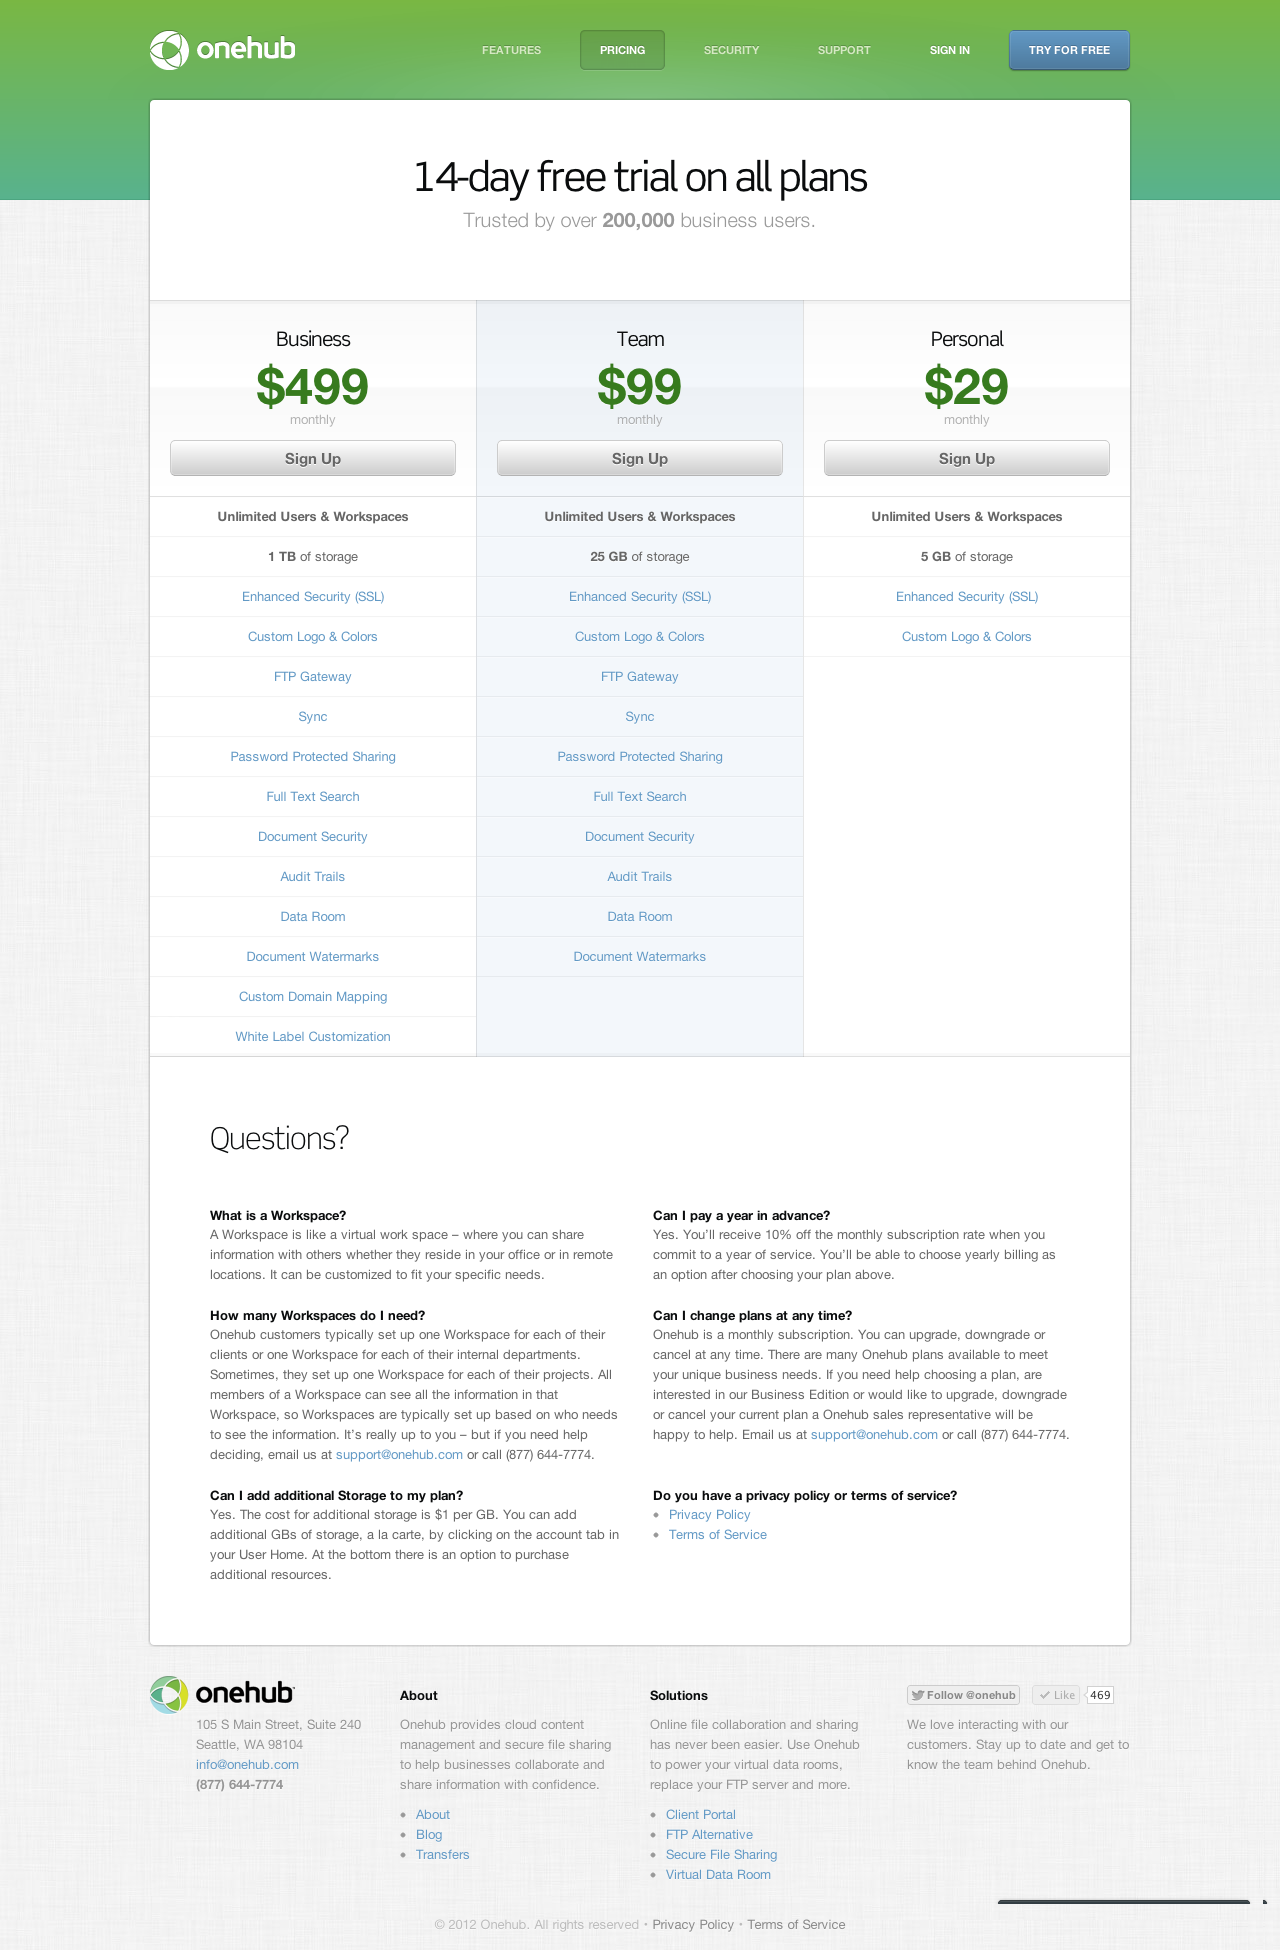 onehub
FEATURES
PRICING
SECURITY
SUPPORT
SIGN IN
TRY FOR FREE
14-day free trial on all plans
Trusted by over 200,000 business users.
Business
$499
monthly
Sign Up
Unlimited Users & Workspaces
1 TB of storage
Enhanced Security (SSL)
Custom Logo & Colors
FTP Gateway
Sync
Password Protected Sharing
Full Text Search
Document Security
Audit Trails
Data Room
Document Watermarks
Custom Domain Mapping
White Label Customization
Team
$99
monthly
Sign Up
Unlimited Users & Workspaces
25 GB of storage
Enhanced Security (SSL)
Custom Logo & Colors
FTP Gateway
Sync
Password Protected Sharing
Full Text Search
Document Security
Audit Trails
Data Room
Document Watermarks
Personal
$29
monthly
Sign Up
Unlimited Users & Workspaces
5 GB of storage
Enhanced Security (SSL)
Custom Logo & Colors
Questions?
What is a Workspace?
A Workspace is like a virtual work space – where you can share
information with others whether they reside in your office or in remote
locations. It can be customized to fit your specific needs.
Can I pay a year in advance?
Yes. You’ll receive 10% off the monthly subscription rate when you
commit to a year of service. You’ll be able to choose yearly billing as
an option after choosing your plan above.
How many Workspaces do I need?
Onehub customers typically set up one Workspace for each of their
clients or one Workspace for each of their internal departments.
Sometimes, they set up one Workspace for each of their projects. All
members of a Workspace can see all the information in that
Workspace, so Workspaces are typically set up based on who needs
to see the information. It’s really up to you – but if you need help
deciding, email us at support@onehub.com or call (877) 644-7774.
Can I change plans at any time?
Onehub is a monthly subscription. You can upgrade, downgrade or
cancel at any time. There are many Onehub plans available to meet
your unique business needs. If you need help choosing a plan, are
interested in our Business Edition or would like to upgrade, downgrade
or cancel your current plan a Onehub sales representative will be
happy to help. Email us at support@onehub.com or call (877) 644-7774.
Can I add additional Storage to my plan?
Yes. The cost for additional storage is $1 per GB. You can add
additional GBs of storage, a la carte, by clicking on the account tab in
your User Home. At the bottom there is an option to purchase
additional resources.
Do you have a privacy policy or terms of service?
• Privacy Policy
• Terms of Service
onehub
105 S Main Street, Suite 240
Seattle, WA 98104
info@onehub.com
(877) 644-7774
About
Onehub provides cloud content
management and secure file sharing
to help businesses collaborate and
share information with confidence.
• About
• Blog
• Transfers
Solutions
Online file collaboration and sharing
has never been easier. Use Onehub
to power your virtual data rooms,
replace your FTP server and more.
• Client Portal
• FTP Alternative
• Secure File Sharing
• Virtual Data Room
Follow @onehub
Like
469
We love interacting with our
customers. Stay up to date and get to
know the team behind Onehub.
© 2012 Onehub. All rights reserved • Privacy Policy • Terms of Service